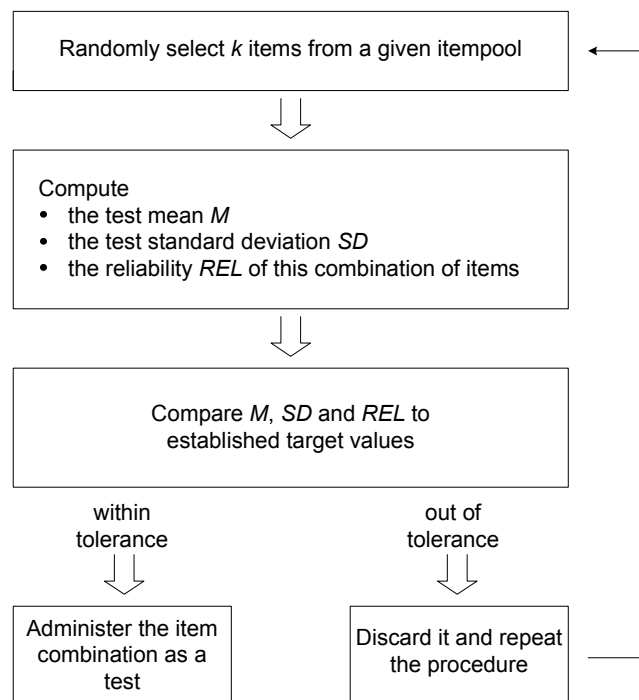 Randomly select k items from a given itempool
Compute
• the test mean M
• the test standard deviation SD
• the reliability REL of this combination of items
Compare M, SD and REL to
established target values
within
tolerance
out of
tolerance
Administer the item
combination as a
test
Discard it and repeat
the procedure